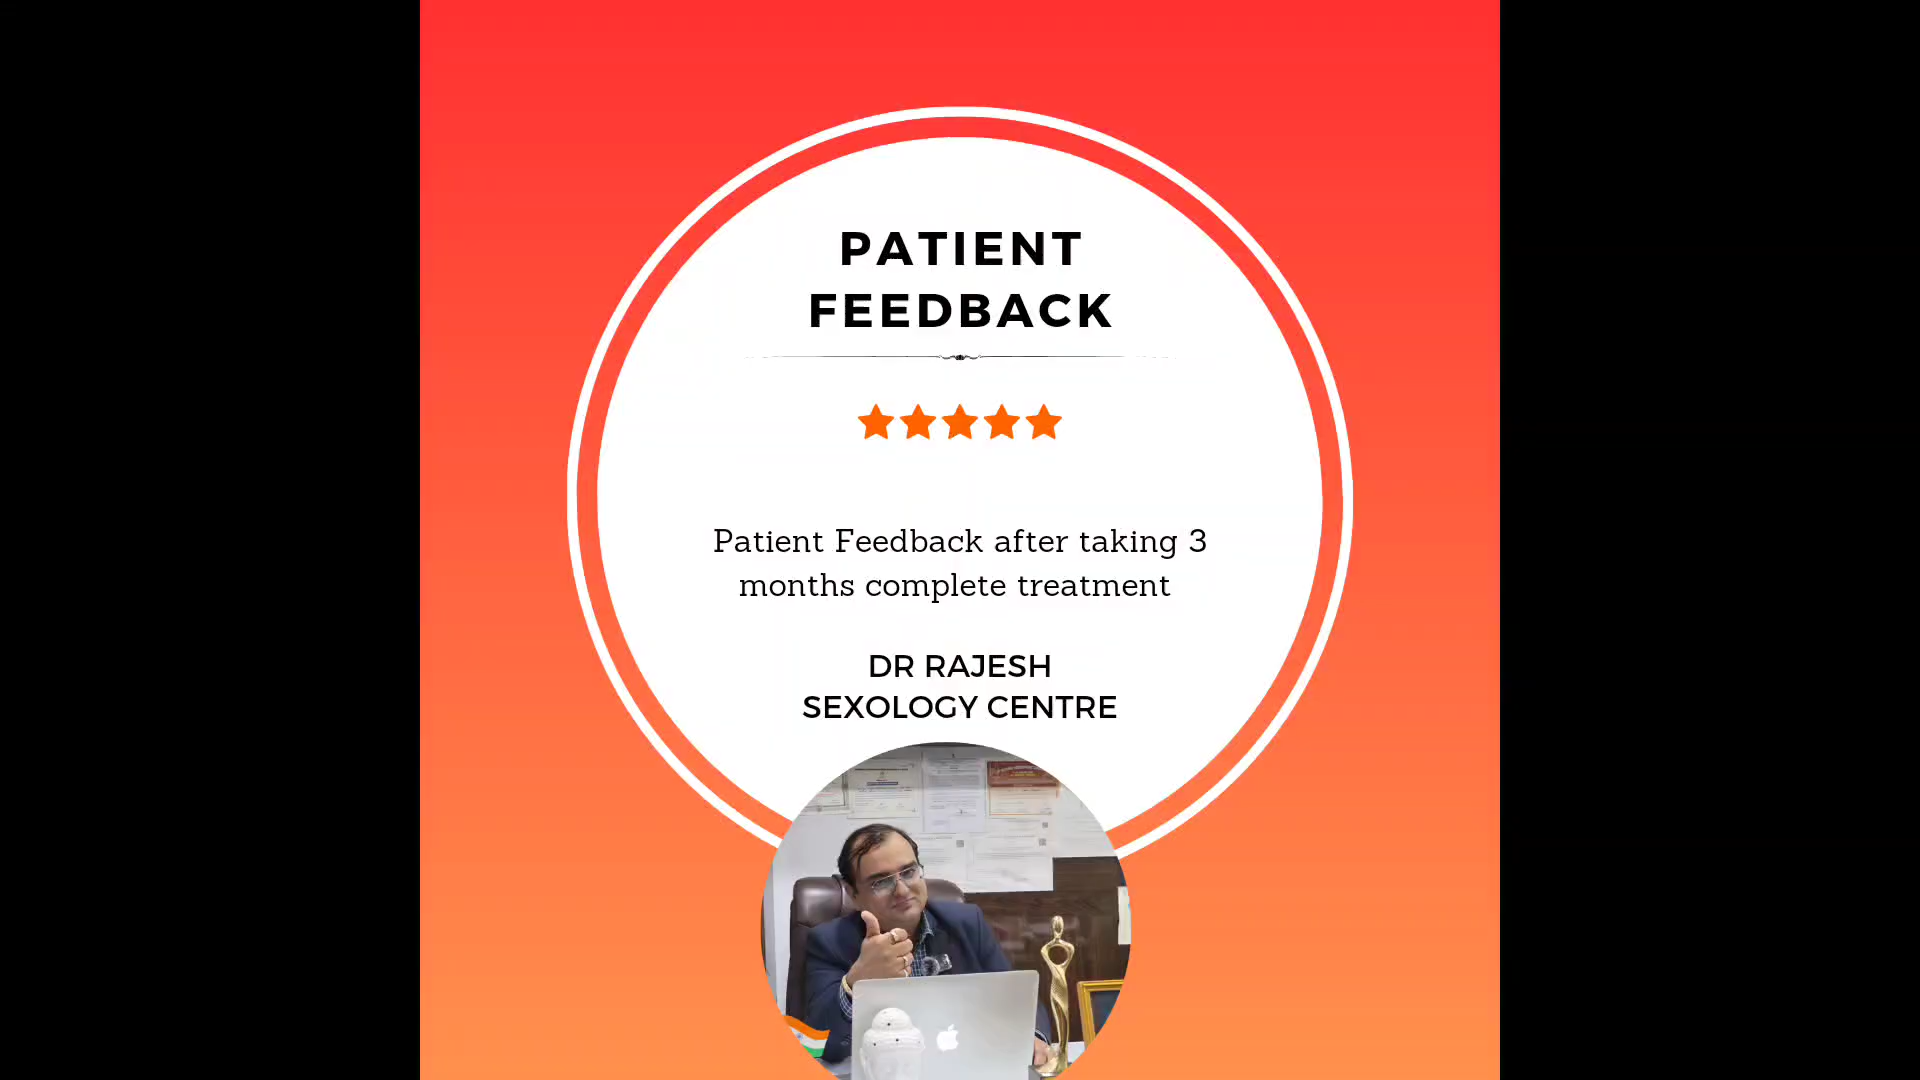 PATIENT
FEEDBACK
Patient Feedback after taking 3
months complete treatment
DR RAJESH
SEXOLOGY CENTRE